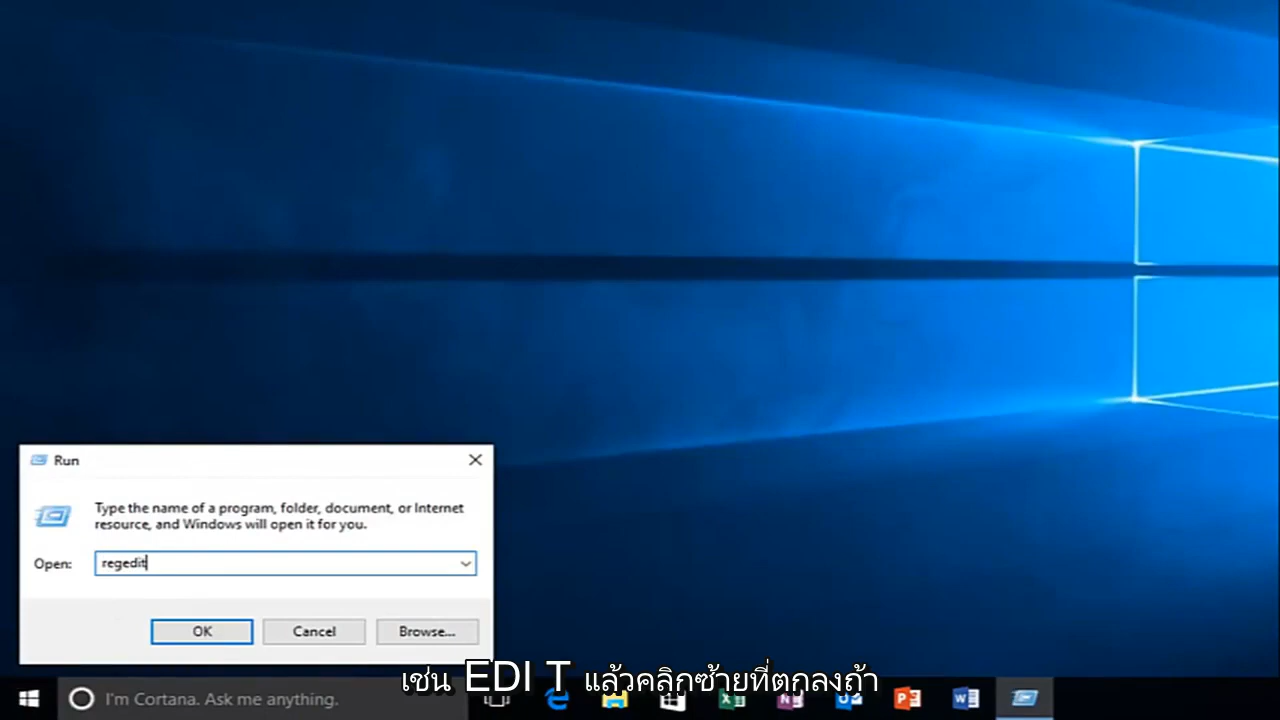 Run
Type the name of a program, folder, document, or Internet
resource, and Windows will open it for you.
Open: regedit
OK Cancel Browse...
เช่น EDI T แล้วคลิกซ้ายที่ตกลงถ้า
I'm Cortana. Ask me anything.